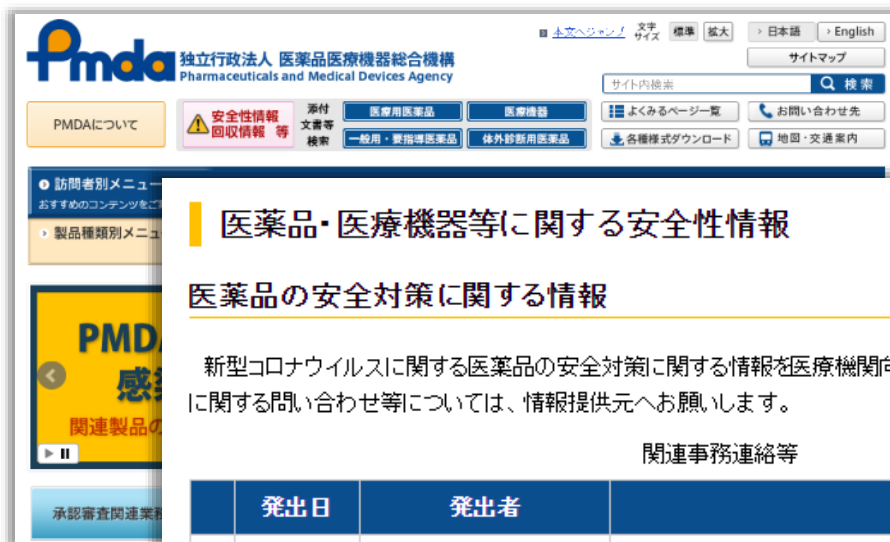 本文へジャンプ 文字サイズ 標準 拡大 日本語 English
Pmda 独立行政法人 医薬品医療機器総合機構
Pharmaceuticals and Medical Devices Agency
サイトマップ
サイト内検索 検索
PMDAについて
安全性情報
回収情報 等
添付
文書等
検索
医療用医薬品 医療機器
一般用・要指導医薬品 体外診断用医薬品
よくみるページ一覧 お問い合わせ先
各種様式ダウンロード 地図・交通案内
訪問者別メニュー
おすすめのコンテンツをご
製品種類別メニュ
医薬品・医療機器等に関する安全性情報
医薬品の安全対策に関する情報
新型コロナウイルスに関する医薬品の安全対策に関する情報を医療機関向
に関する問い合わせ等については、情報提供元へお願いします。
関連事務連絡等
発出日 発出者
PMD
感
関連製品の
承認審査関連業